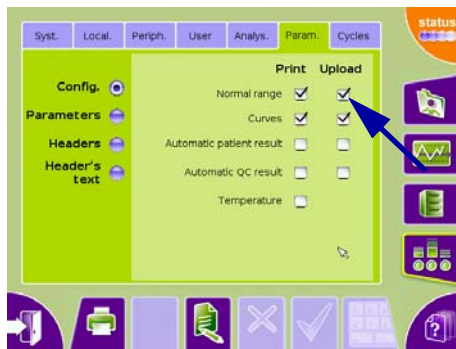 status
Syst. Local. Periph. User Analys. Param. Cycles
Print Upload
Config. Normal range
Parameters Curves
Headers Automatic patient result
Header's
text Automatic QC result
Temperature